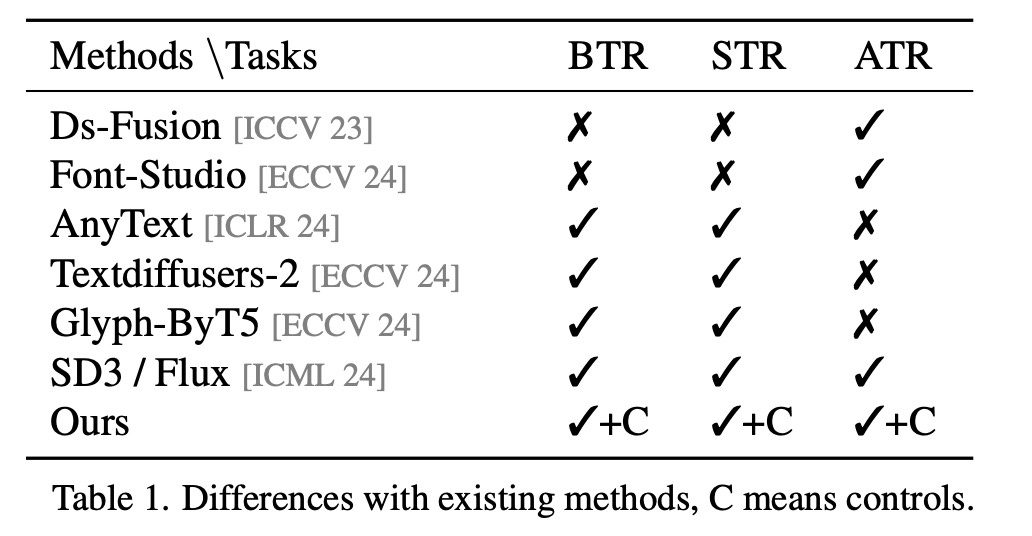 Methods \Tasks BTR STR ATR
Ds-Fusion [ICCV 23] ✗ ✗ ✓
Font-Studio [ECCV 24] ✗ ✗ ✓
AnyText [ICLR 24] ✓ ✓ ✗
Textdiffusers-2 [ECCV 24] ✓ ✓ ✗
Glyph-ByT5 [ECCV 24] ✓ ✓ ✗
SD3 / Flux [ICML 24] ✓ ✓ ✓
Ours ✓+C ✓+C ✓+C
Table 1. Differences with existing methods, C means controls.